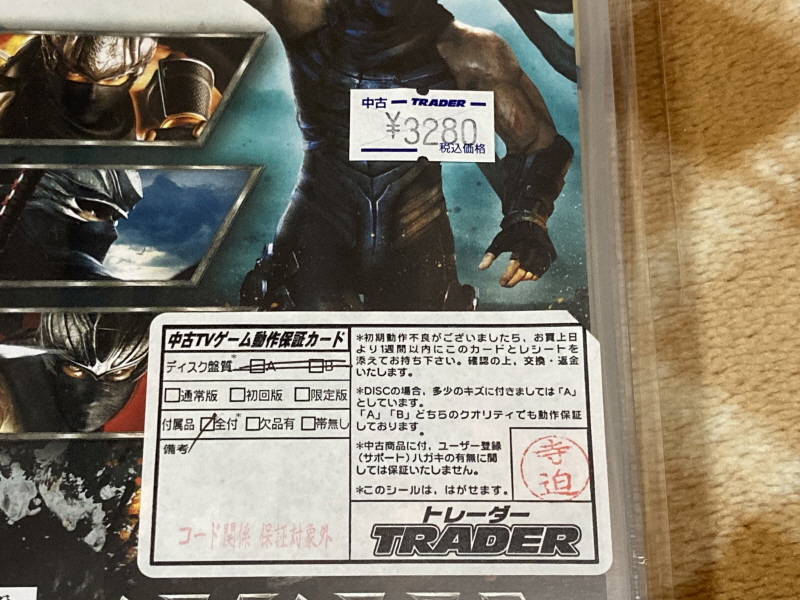 中古 TRADER
¥3280
税込価格
中古TVゲーム動作保証カード
ディスク盤質* □A □B
□通常版 □初回版 □限定版
付属品 □全付* □欠品有 □帯無し
備考
コード関係 保証対象外
*初期動作不良がございましたら、お買上日
より1週間以内にこのカードとレシートを
添えてお持ち下さい。確認の上、交換・返金
いたします。
*DISCの場合、多少のキズに付きましては「A」
としています。
「A」「B」どちらのクオリティでも動作保証
しております。
*中古商品に付、ユーザー登録
(サポート)ハガキの有無に関
しては保証いたしません。
*このシールは、はがせます。
寺迫
トレーダー
TRADER